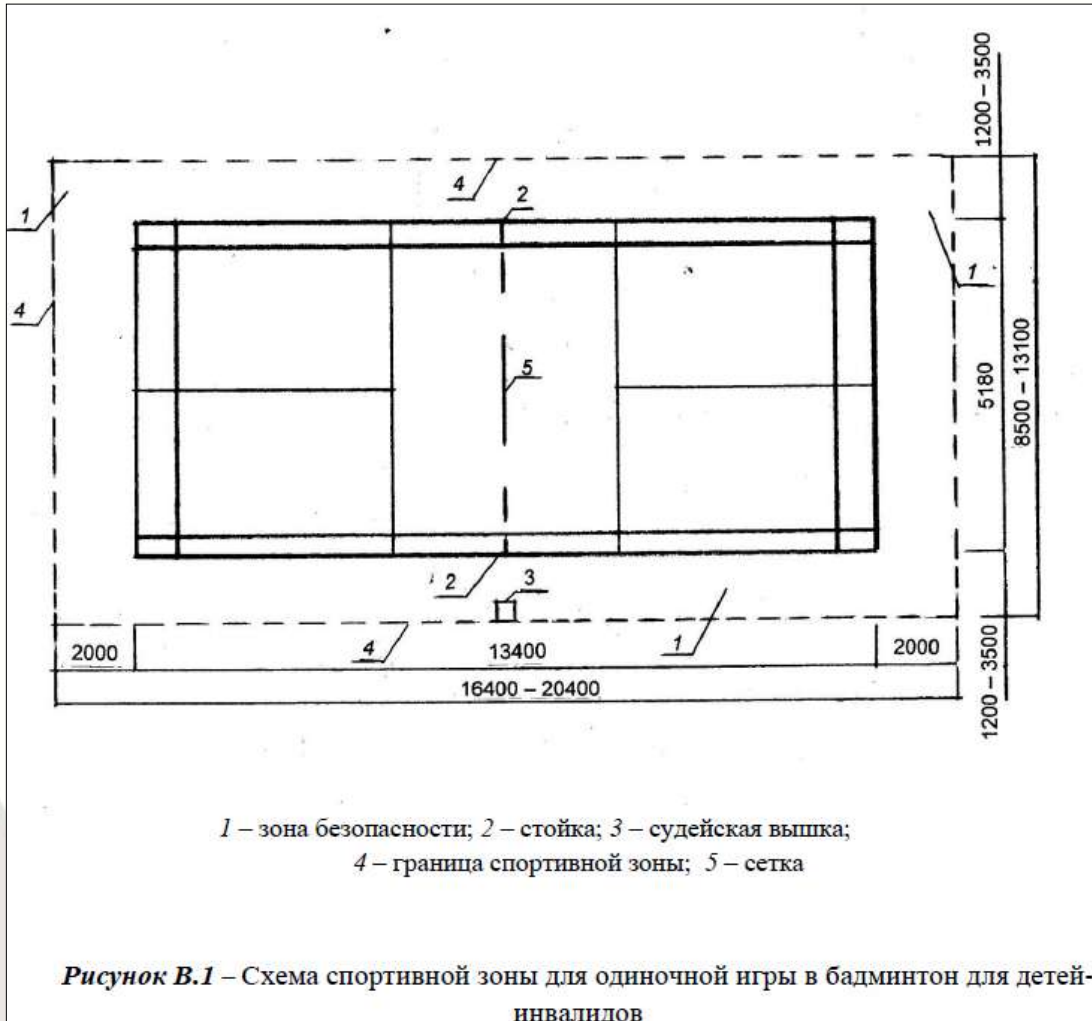 1200 – 3500
4
2
1
1
4
5
5180
8500 – 13100
2
3
2000
4
13400
1
2000
16400 – 20400
1200 – 3500
1 – зона безопасности; 2 – стойка; 3 – судейская вышка;
4 – граница спортивной зоны; 5 – сетка
Рисунок В.1 – Схема спортивной зоны для одиночной игры в бадминтон для детей-
инвалидов